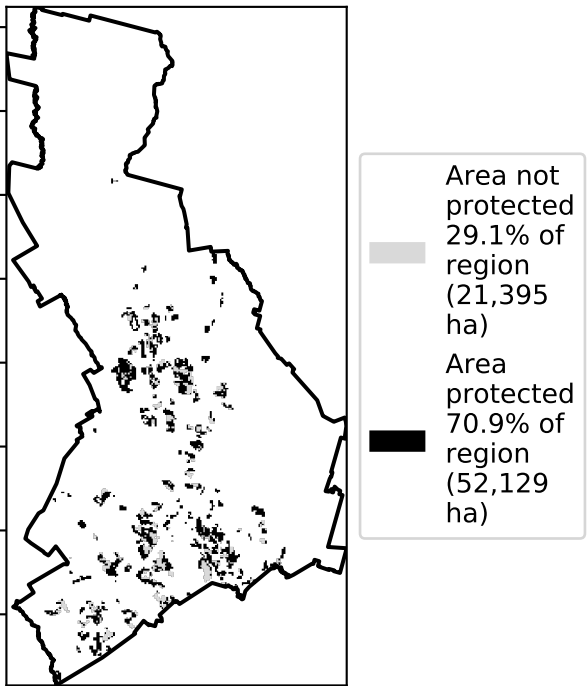 Area not
protected
29.1% of
region
(21,395
ha)
Area
protected
70.9% of
region
(52,129
ha)